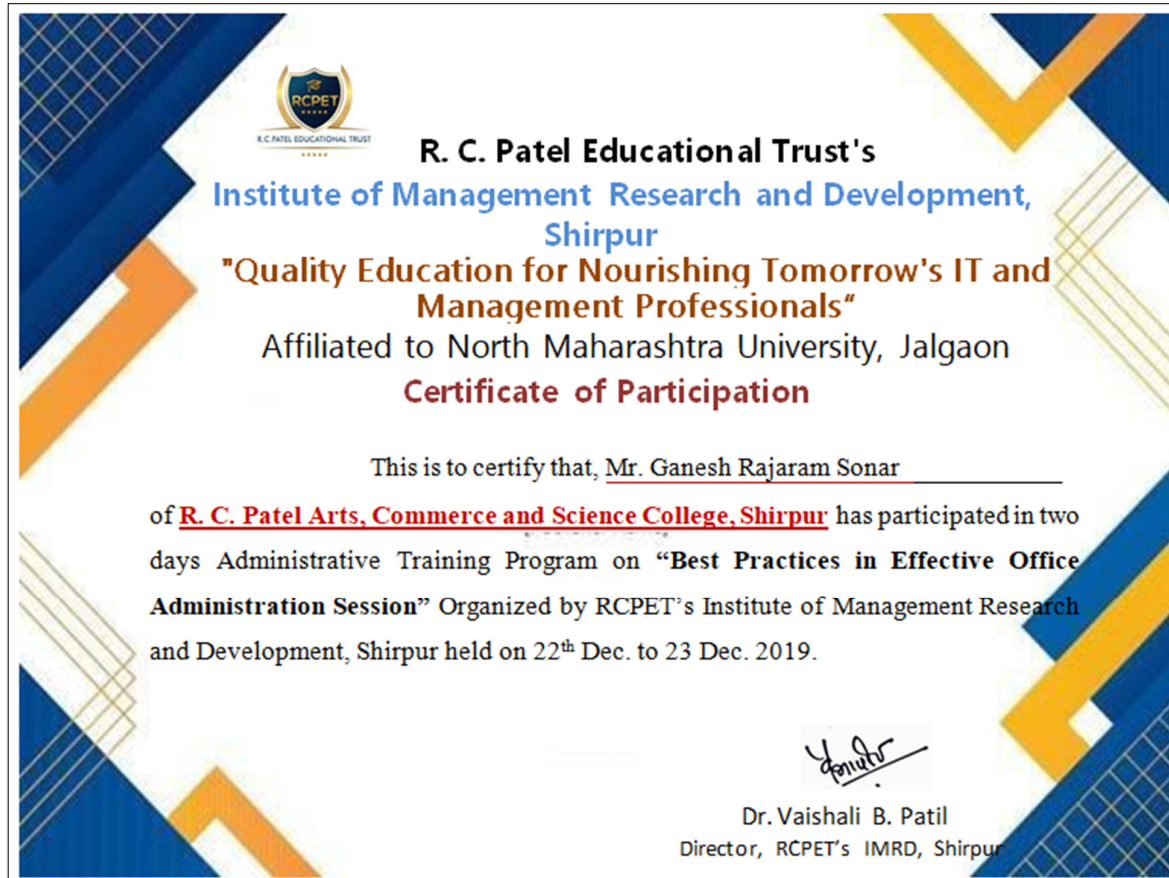 RCPET
R.C.PATEL EDUCATIONAL TRUST
R. C. Patel Educational Trust's
Institute of Management Research and Development,
Shirpur
"Quality Education for Nourishing Tomorrow's IT and
Management Professionals“
Affiliated to North Maharashtra University, Jalgaon
Certificate of Participation
This is to certify that, Mr. Ganesh Rajaram Sonar
of R. C. Patel Arts, Commerce and Science College, Shirpur has participated in two
days Administrative Training Program on “Best Practices in Effective Office
Administration Session” Organized by RCPET’s Institute of Management Research
and Development, Shirpur held on 22th Dec. to 23 Dec. 2019.
Dr. Vaishali B. Patil
Director, RCPET’s IMRD, Shirpur